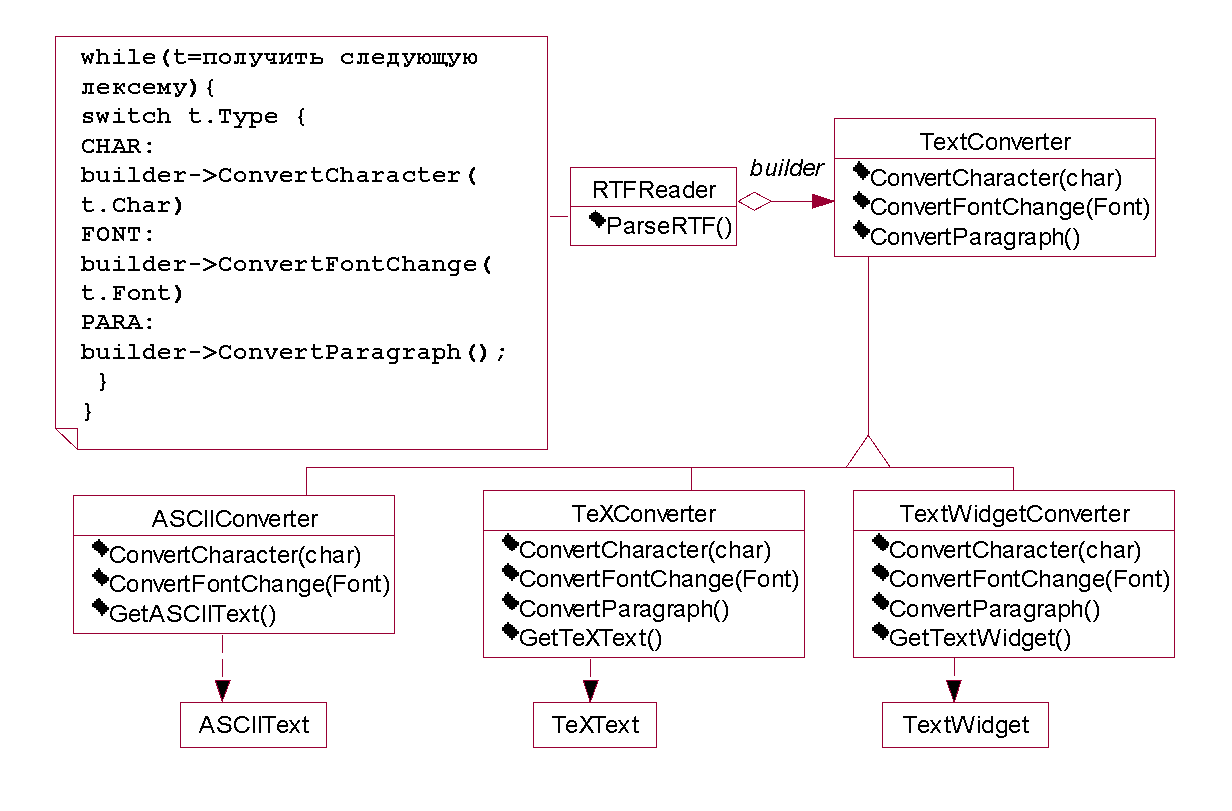 while(t=получить следующую
лексему){
switch t.Type {
CHAR:
builder->ConvertCharacter(
t.Char)
FONT:
builder->ConvertFontChange(
t.Font)
PARA:
builder->ConvertParagraph();
}
}
RTFReader
ParseRTF()
builder
TextConverter
ConvertCharacter(char)
ConvertFontChange(Font)
ConvertParagraph()
ASCIIConverter
ConvertCharacter(char)
ConvertFontChange(Font)
GetASCIIText()
TeXConverter
ConvertCharacter(char)
ConvertFontChange(Font)
ConvertParagraph()
GetTeXText()
TextWidgetConverter
ConvertCharacter(char)
ConvertFontChange(Font)
ConvertParagraph()
GetTextWidget()
ASCIIText
TeXText
TextWidget